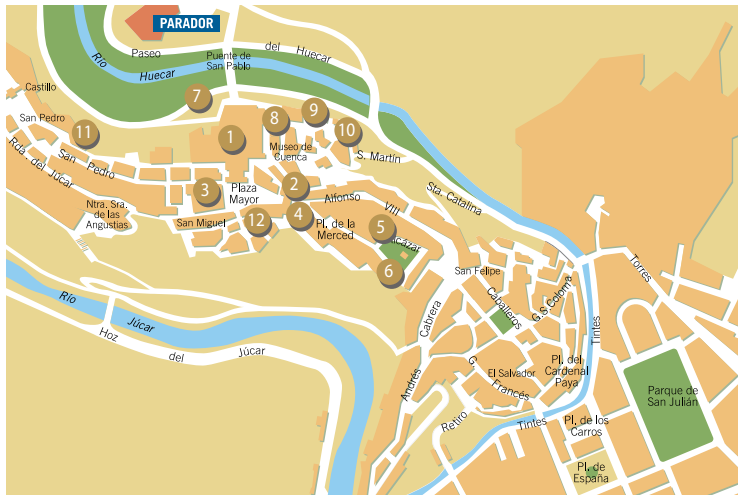 PARADOR
Paseo
del Huecar
Río
Huecar
Puente de
San Pablo
Castillo
San Pedro
Rda. del Júcar
San Pedro
7
9
8
10
11
1
Museo de
Cuenca
S. Martín
3
Plaza
Mayor
2
Alfonso
VIII
Sta. Catalina
Ntra. Sra.
de las
Angustias
San Miguel
12
4
Pl. de la
Merced
5
Alcázar
6
San Felipe
Caballeros
G.S.Coloma
Torres
Tintes
Río
Júcar
Hoz
del
Júcar
Cabrera
Andrés
G.
Francés
El Salvador
Pl. del
Cardenal
Paya
Retiro
Tintes
Pl. de los
Carros
Parque de
San Julián
Pl. de
España